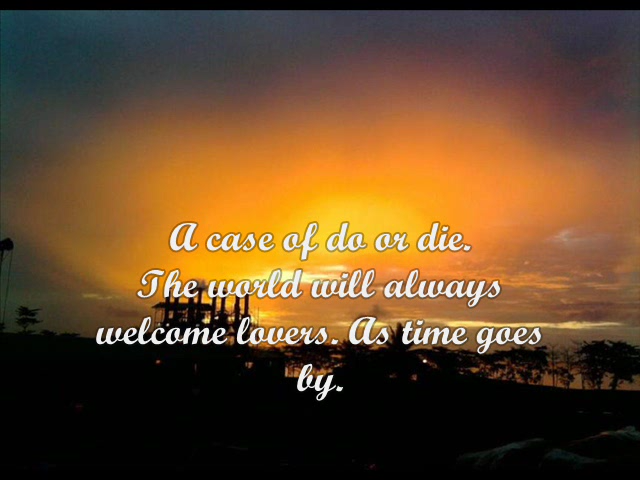 A case of do or die.
The world will always
welcome lovers. As time goes
by.